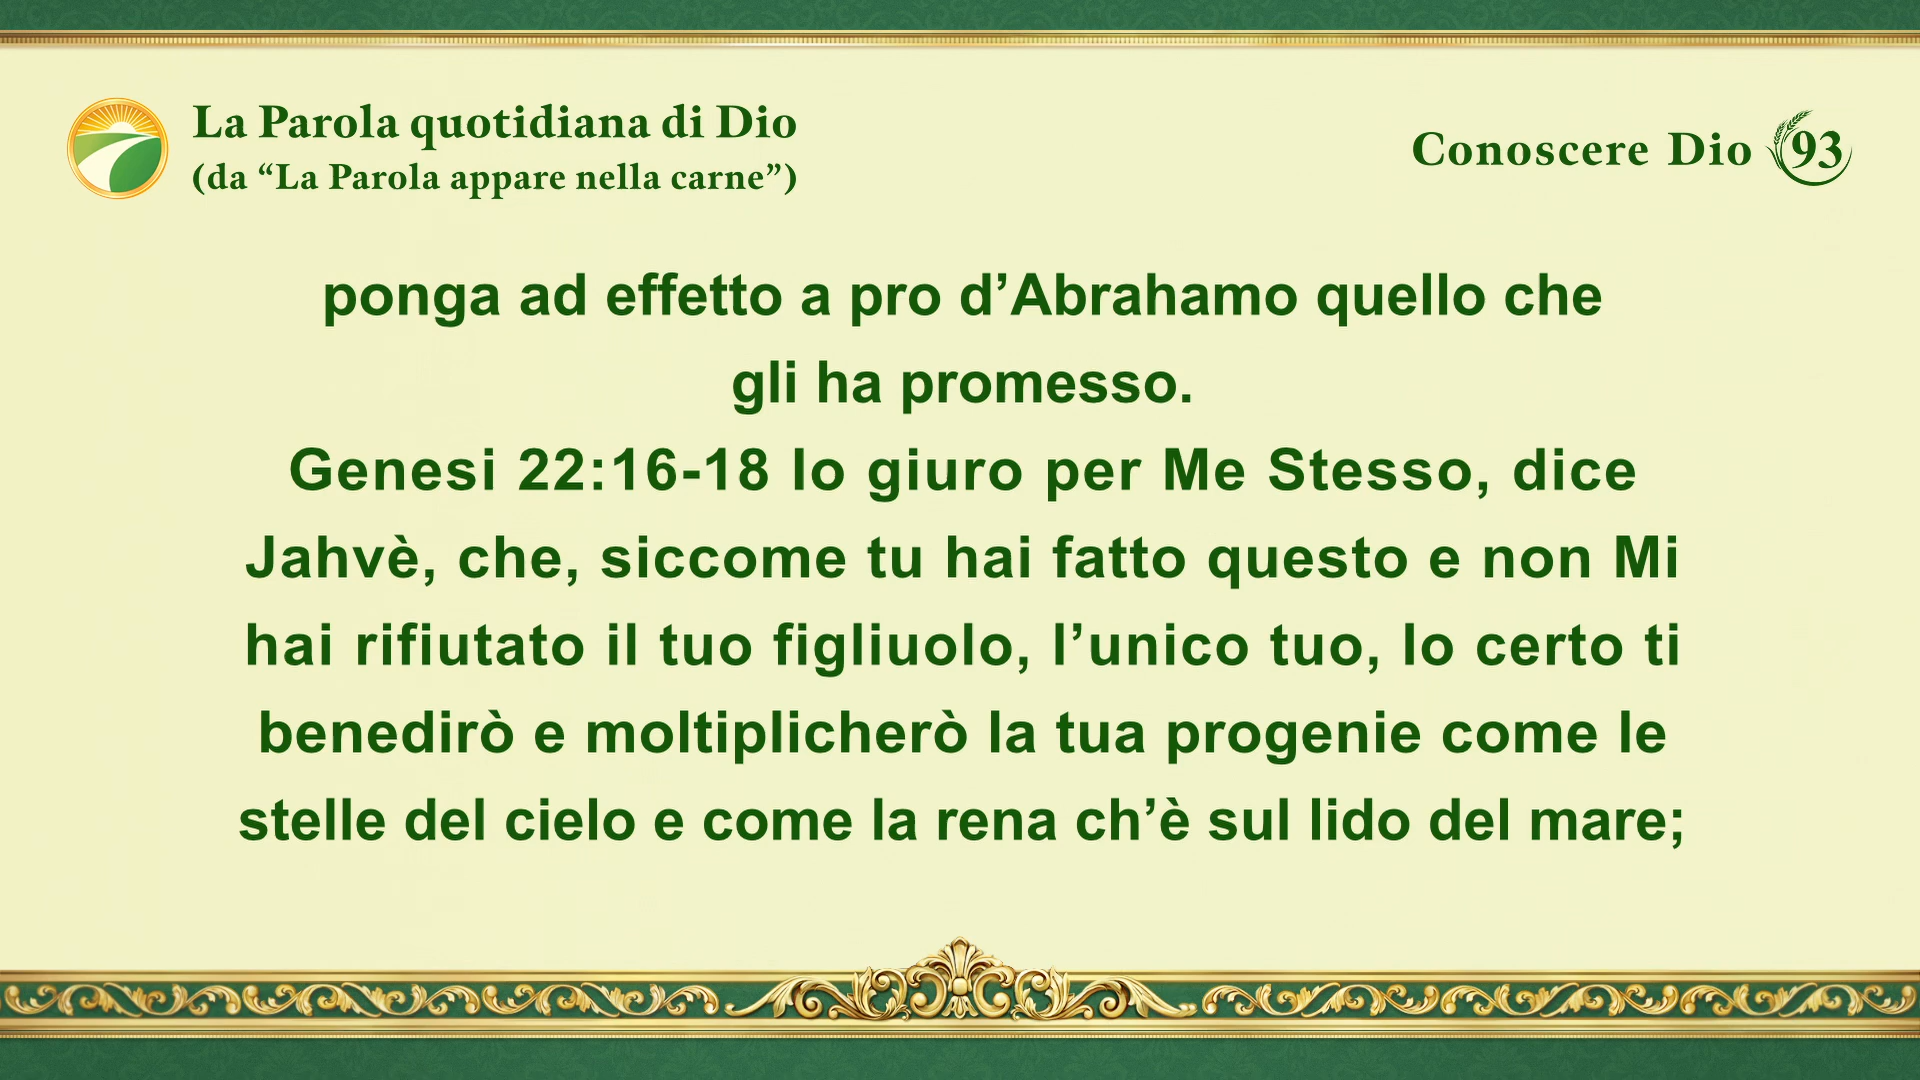 La Parola quotidiana di Dio
(da “La Parola appare nella carne”)
Conoscere Dio 93
ponga ad effetto a pro d’Abrahamo quello che
gli ha promesso.
Genesi 22:16-18 Io giuro per Me Stesso, dice
Jahvè, che, siccome tu hai fatto questo e non Mi
hai rifiutato il tuo figliuolo, l’unico tuo, Io certo ti
benedirò e moltiplicherò la tua progenie come le
stelle del cielo e come la rena ch’è sul lido del mare;